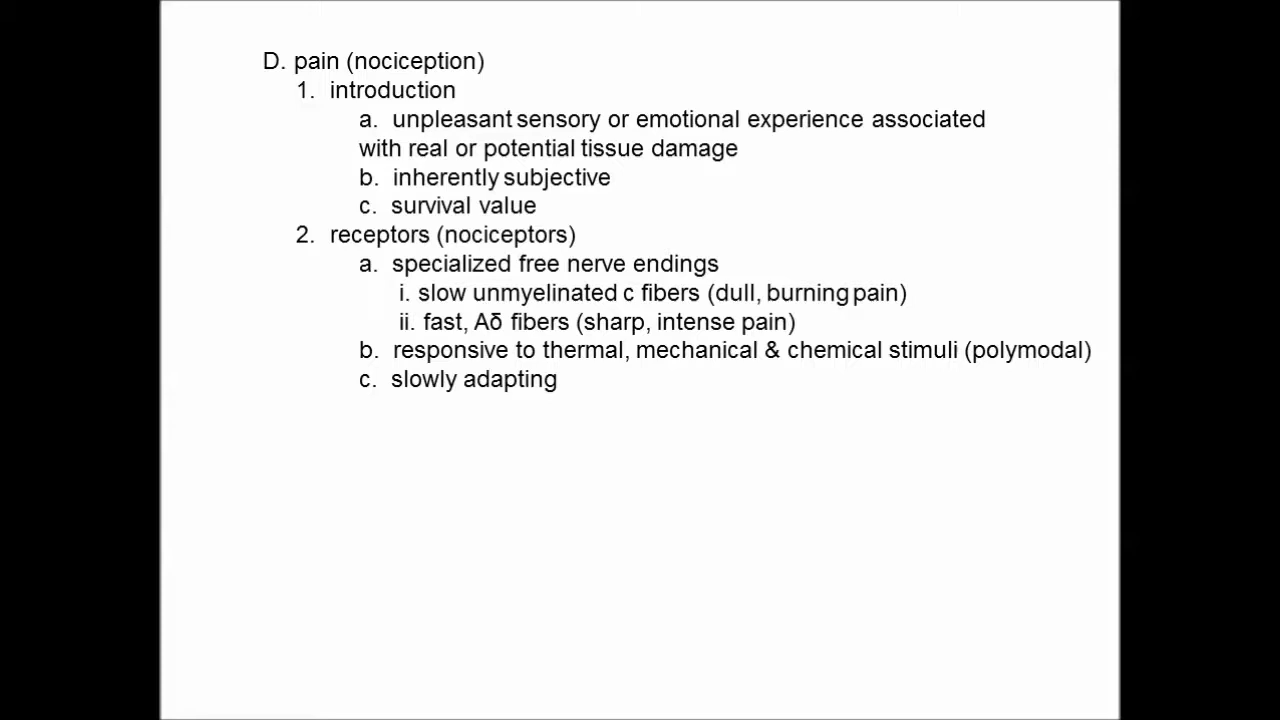 D. pain (nociception)
1. introduction
a. unpleasant sensory or emotional experience associated
with real or potential tissue damage
b. inherently subjective
c. survival value
2. receptors (nociceptors)
a. specialized free nerve endings
i. slow unmyelinated c fibers (dull, burning pain)
ii. fast, Aδ fibers (sharp, intense pain)
b. responsive to thermal, mechanical & chemical stimuli (polymodal)
c. slowly adapting